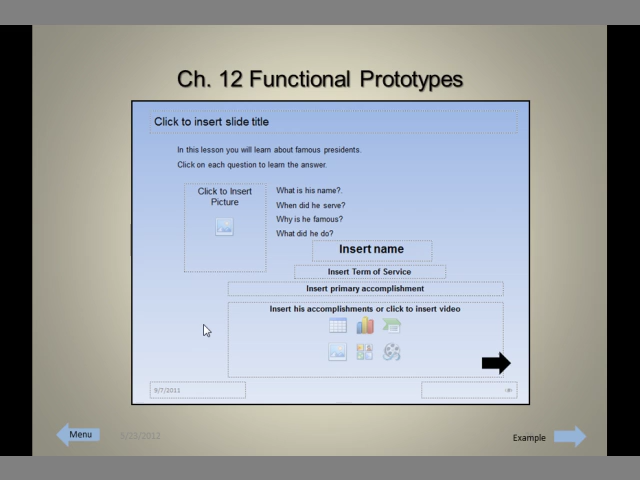 Ch. 12 Functional Prototypes
Click to insert slide title
In this lesson you will learn about famous presidents.
Click on each question to learn the answer.
Click to Insert
Picture
What is his name?.
When did he serve?
Why is he famous?
What did he do?
Insert name
Insert Term of Service
Insert primary accomplishment
Insert his accomplishments or click to insert video
9/7/2011
Menu
5/23/2012
Example